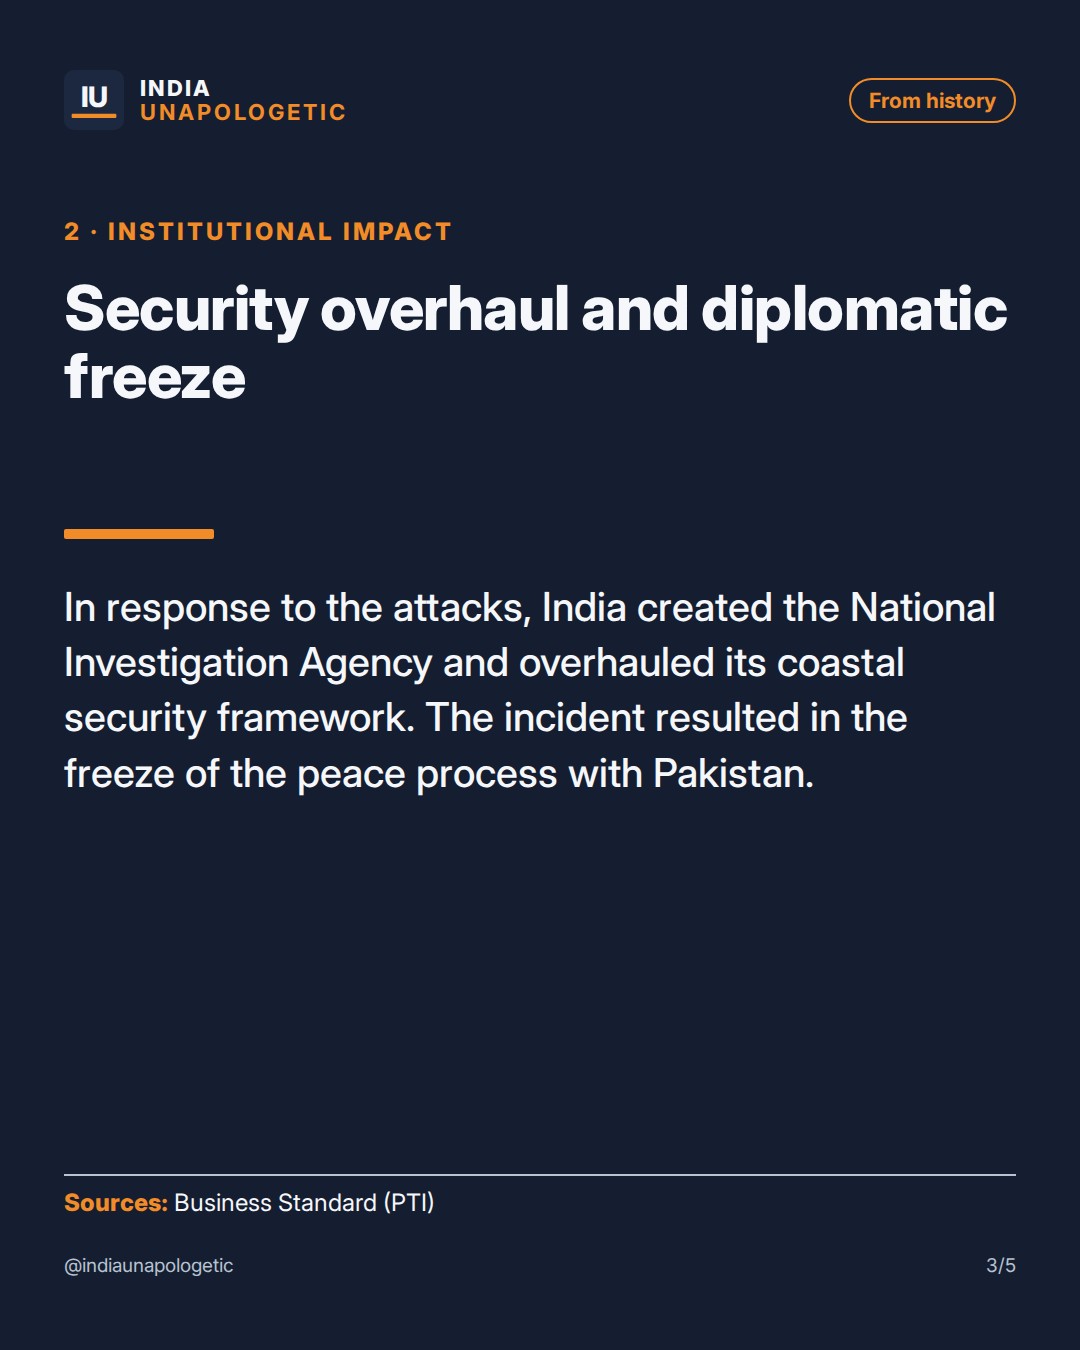 IU
INDIA
UNAPOLOGETIC
From history
2 · INSTITUTIONAL IMPACT
Security overhaul and diplomatic
freeze
In response to the attacks, India created the National
Investigation Agency and overhauled its coastal
security framework. The incident resulted in the
freeze of the peace process with Pakistan.
Sources: Business Standard (PTI)
@indiaunapologetic
3/5